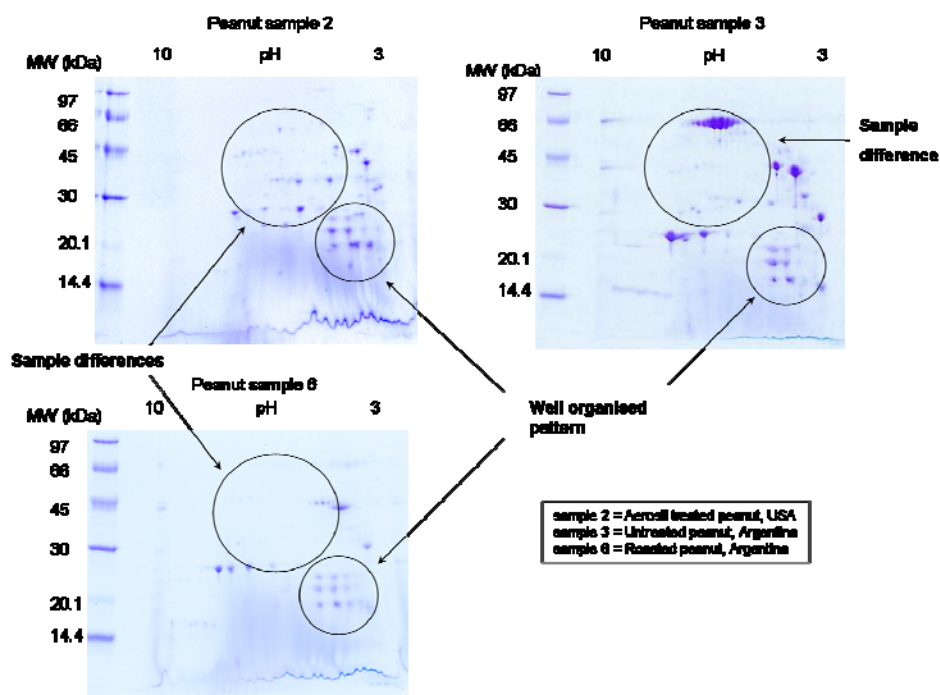 Peanut sample 2
10 pH 3
MW (kDa)
97
66
45
30
20.1
14.4
Peanut sample 3
10 pH 3
MW (kDa)
97
66
45
30
20.1
14.4
Sample
difference
Sample differences
Peanut sample 6
10 pH 3
MW (kDa)
97
66
45
30
20.1
14.4
Well organised
pattern
sample 2 = Aerosil treated peanut, USA
sample 3 = Untreated peanut, Argentina
sample 6 = Roasted peanut, Argentina